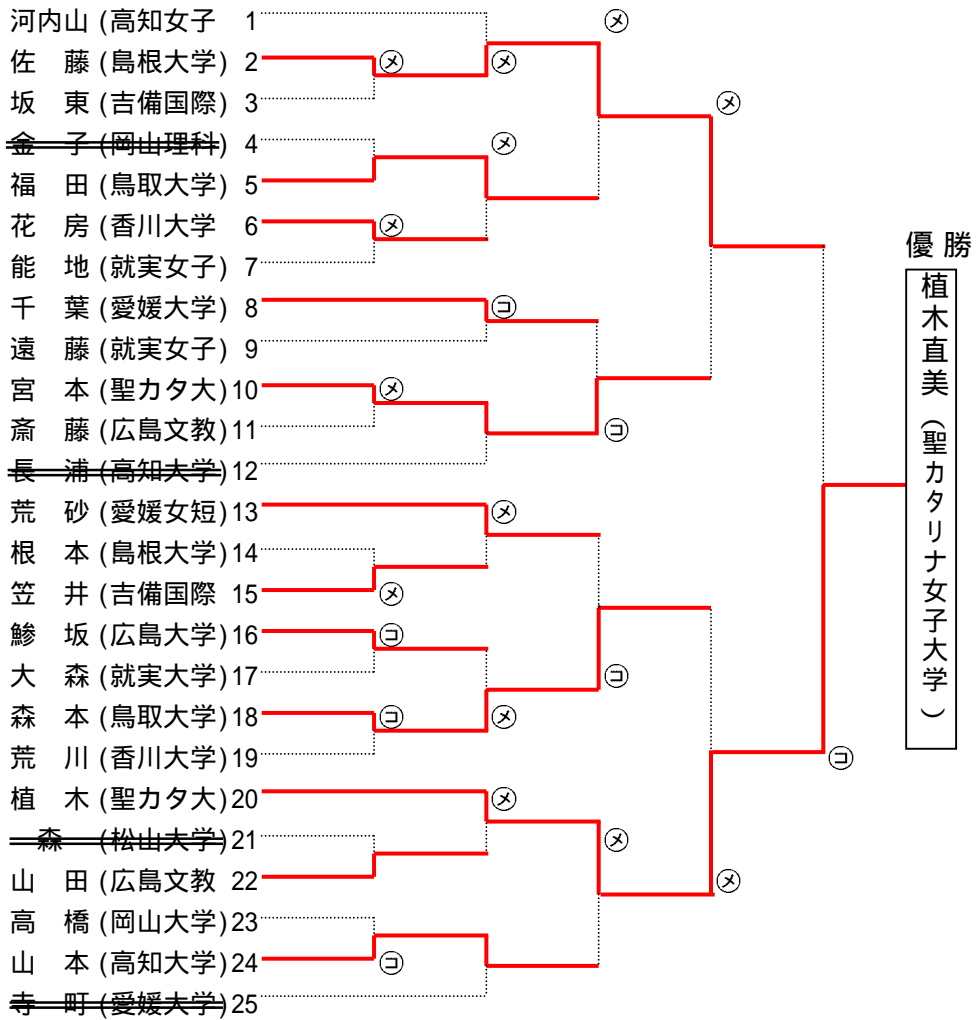 河内山 (高知女子 1
佐　藤 (島根大学) 2
坂　東 (吉備国際) 3
金　子 (岡山理科) 4
福　田 (鳥取大学) 5
花　房 (香川大学 6
能　地 (就実女子) 7
千　葉 (愛媛大学) 8
遠　藤 (就実女子) 9
宮　本 (聖カタ大) 10
斎　藤 (広島文教) 11
長　浦 (高知大学) 12
荒　砂 (愛媛女短) 13
根　本 (島根大学) 14
笠　井 (吉備国際 15
鯵　坂 (広島大学) 16
大　森 (就実大学) 17
森　本 (鳥取大学) 18
荒　川 (香川大学) 19
植　木 (聖カタ大) 20
森　(松山大学) 21
山　田 (広島文教 22
高　橋 (岡山大学) 23
山　本 (高知大学) 24
寺　町 (愛媛大学) 25
メ
メ
メ
メ
メ
メ
コ
メ
コ
メ
メ
コ
コ
コ
メ
メ
コ
メ
メ
コ
優 勝
植木直美（聖カタリナ女子大学）